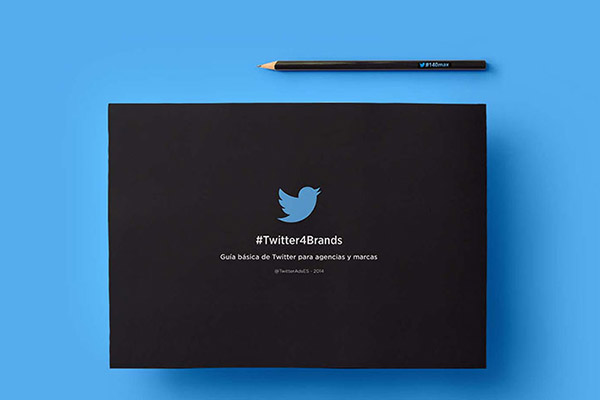 #140max
#Twitter4Brands
Guía básica de Twitter para agencias y marcas
@TwitterAdsES - 2014